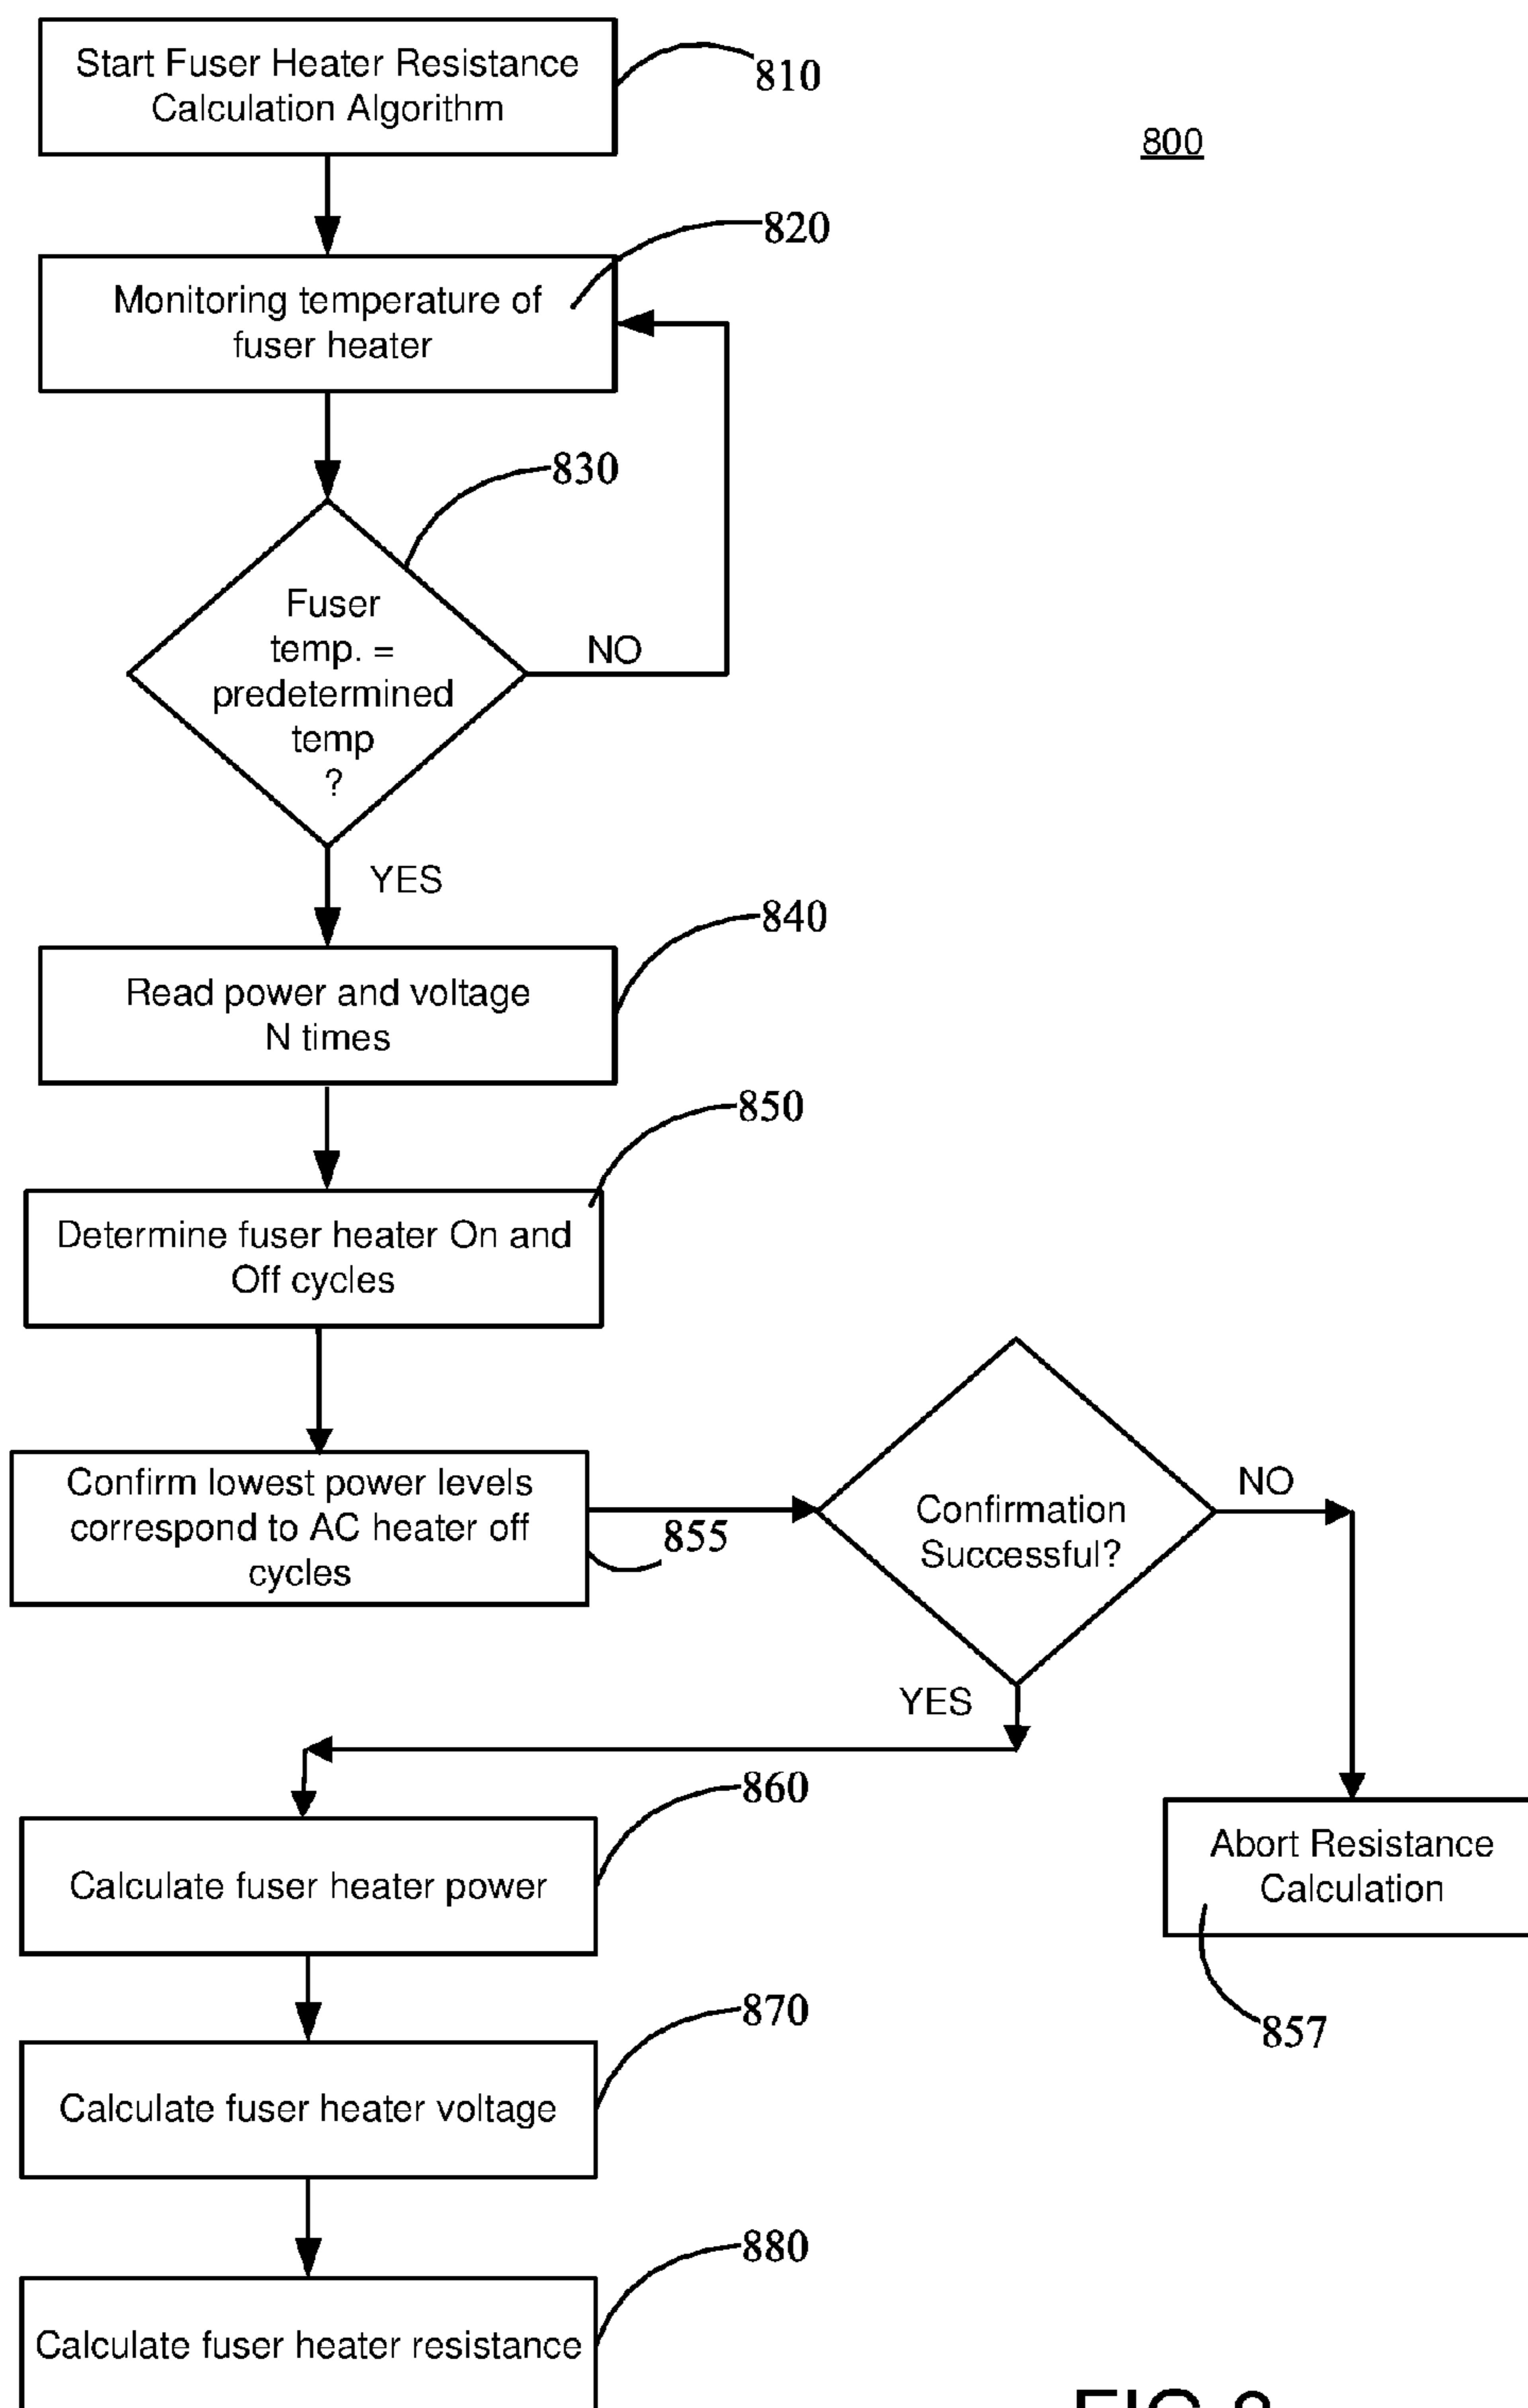 Start Fuser Heater Resistance
Calculation Algorithm
810
800
820
Monitoring temperature of
fuser heater
830
Fuser
temp. =
predetermined
temp
?
NO
YES
840
Read power and voltage
N times
850
Determine fuser heater On and
Off cycles
Confirm lowest power levels
correspond to AC heater off
cycles
855
Confirmation
Successful?
NO
YES
860
Calculate fuser heater power
Abort Resistance
Calculation
857
870
Calculate fuser heater voltage
880
Calculate fuser heater resistance